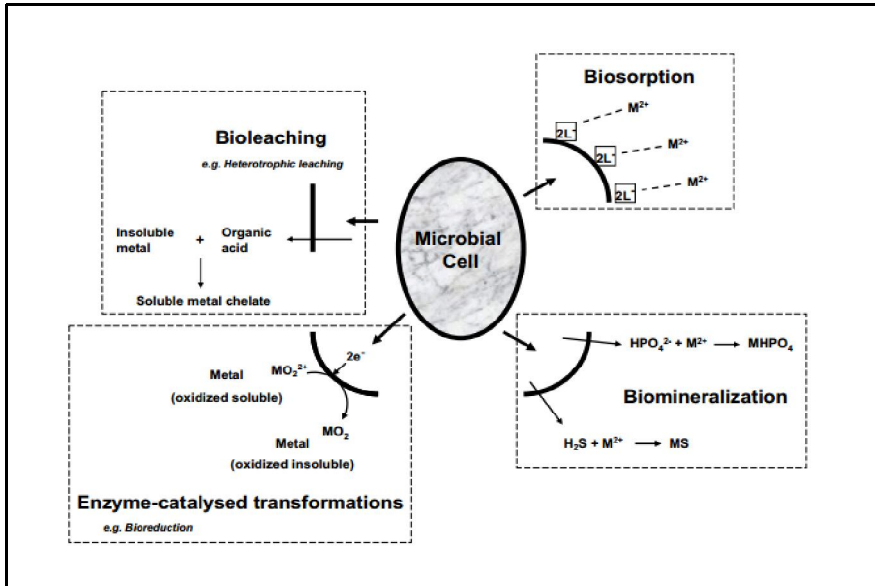 Bioleaching
e.g. Heterotrophic leaching
Insoluble metal + Organic acid
Soluble metal chelate
Biosorption
2L⁻ M²⁺
2L⁻ M²⁺
2L⁻ M²⁺
Microbial
Cell
Metal MO₂²⁺ 2e⁻
(oxidized soluble)
Metal MO₂
(oxidized insoluble)
Enzyme-catalysed transformations
e.g. Bioreduction
HPO₄²⁻ + M²⁺ → MHPO₄
Biomineralization
H₂S + M²⁺ → MS